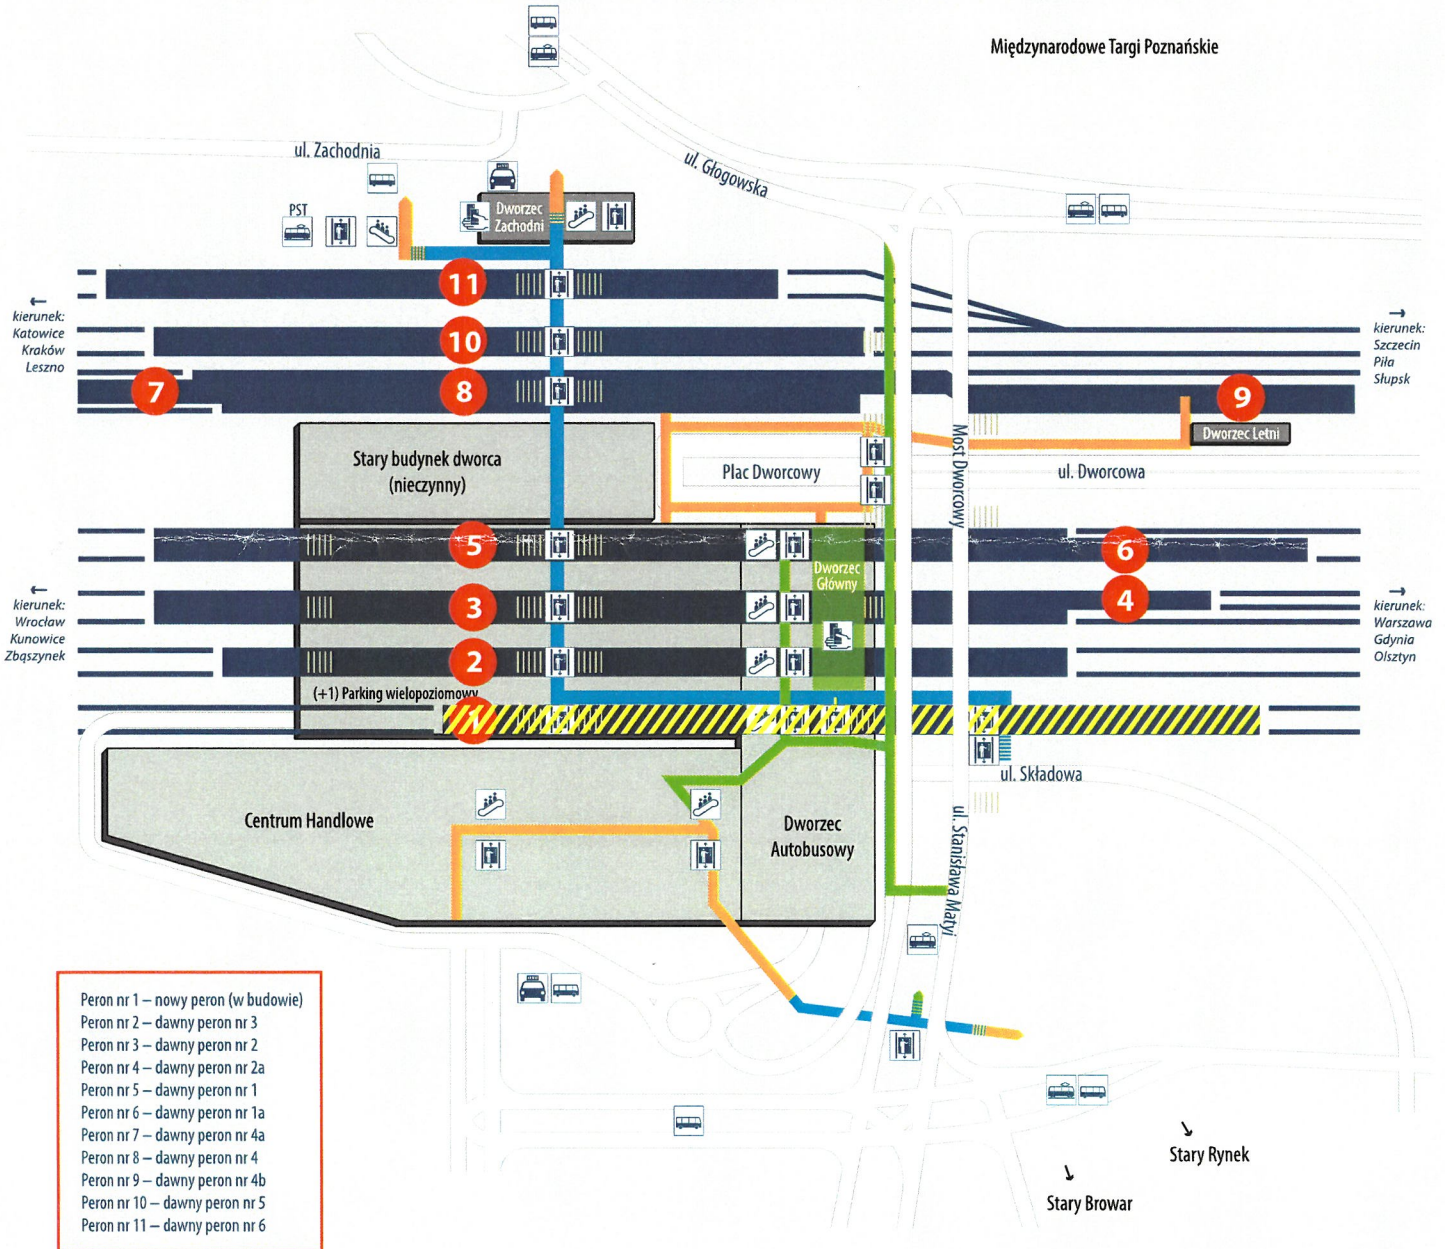 Międzynarodowe Targi Poznańskie
ul. Zachodnia
ul. Głogowska
PST
Dworzec
Zachodni
11
←
kierunek:
Katowice
Kraków
Leszno
10
→
kierunek:
Szczecin
Piła
Słupsk
7
8
9
Dworzec Letni
Stary budynek dworca
(nieczynny)
Plac Dworcowy
Most Dworcowy
ul. Dworcowa
5
6
Dworzec
Główny
←
kierunek:
Wrocław
Kunowice
Zbąszynek
3
4
→
kierunek:
Warszawa
Gdynia
Olsztyn
2
(+1) Parking wielopoziomowy
1
ul. Składowa
Centrum Handlowe
Dworzec
Autobusowy
ul. Stanisława Matyi
Peron nr 1 – nowy peron (w budowie)
Peron nr 2 – dawny peron nr 3
Peron nr 3 – dawny peron nr 2
Peron nr 4 – dawny peron nr 2a
Peron nr 5 – dawny peron nr 1
Peron nr 6 – dawny peron nr 1a
Peron nr 7 – dawny peron nr 4a
Peron nr 8 – dawny peron nr 4
Peron nr 9 – dawny peron nr 4b
Peron nr 10 – dawny peron nr 5
Peron nr 11 – dawny peron nr 6
Stary Rynek
Stary Browar